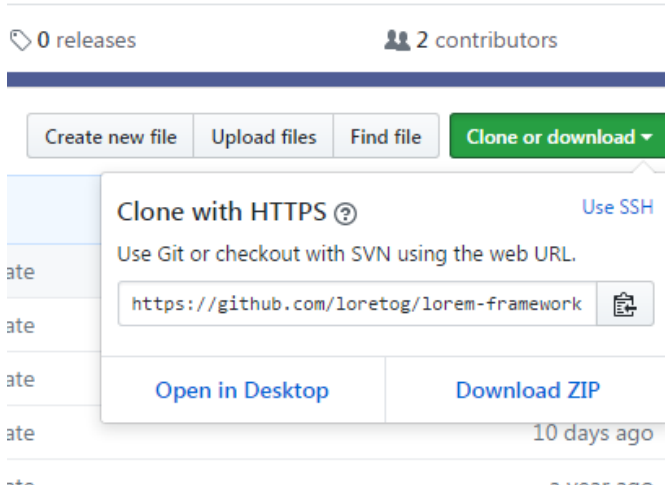 0 releases
2 contributors
Create new file
Upload files
Find file
Clone or download
Clone with HTTPS
Use SSH
Use Git or checkout with SVN using the web URL.
https://github.com/loretog/lorem-framework
ate
ate
ate
Open in Desktop
Download ZIP
ate
10 days ago
a year ago